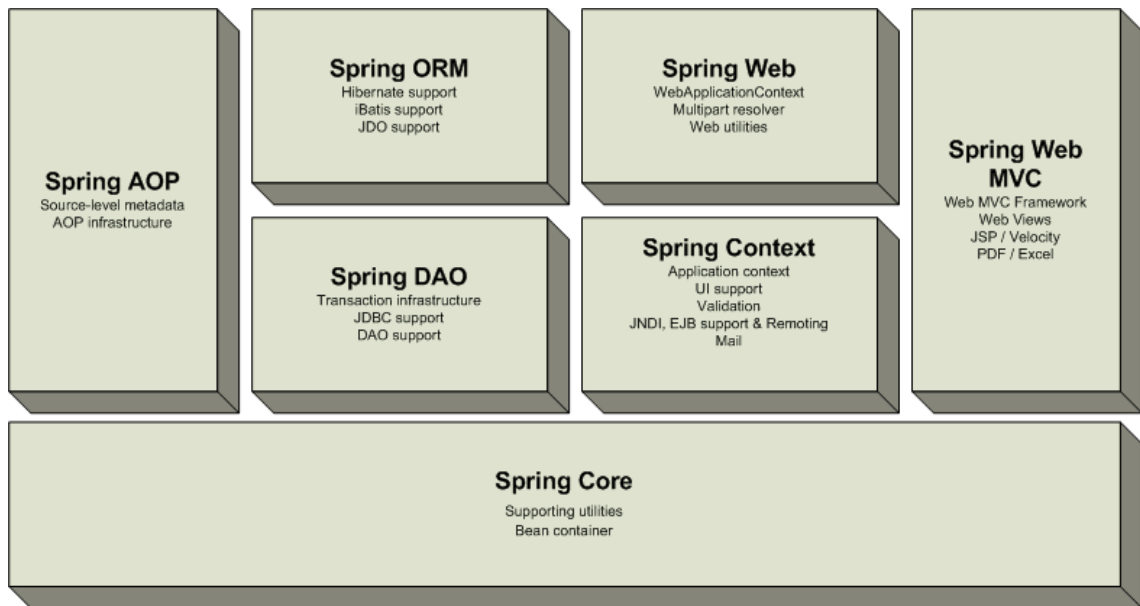 Spring AOP
Source-level metadata
AOP infrastructure
Spring ORM
Hibernate support
iBatis support
JDO support
Spring Web
WebApplicationContext
Multipart resolver
Web utilities
Spring Web
MVC
Web MVC Framework
Web Views
JSP / Velocity
PDF / Excel
Spring DAO
Transaction infrastructure
JDBC support
DAO support
Spring Context
Application context
UI support
Validation
JNDI, EJB support & Remoting
Mail
Spring Core
Supporting utilities
Bean container